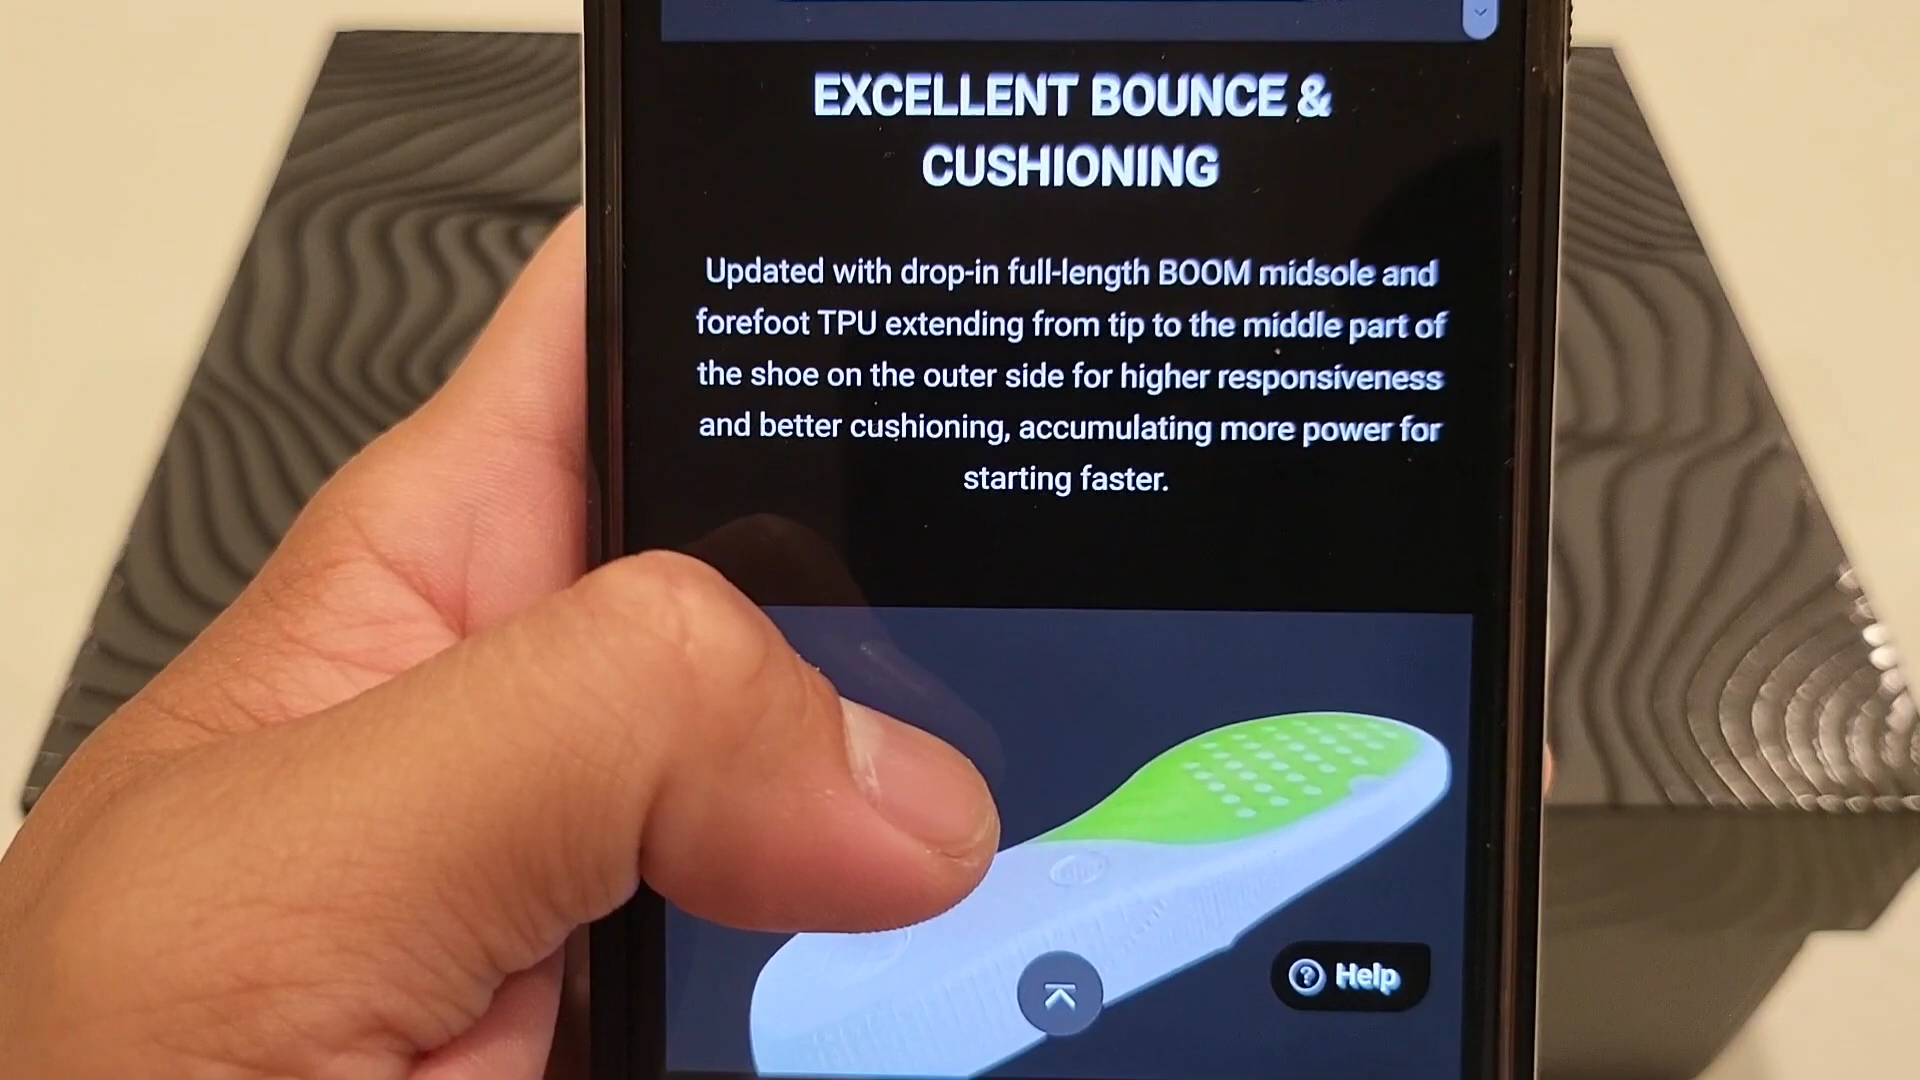 EXCELLENT BOUNCE &
CUSHIONING
Updated with drop-in full-length BOOM midsole and
forefoot TPU extending from tip to the middle part of
the shoe on the outer side for higher responsiveness
and better cushioning, accumulating more power for
starting faster.
Help